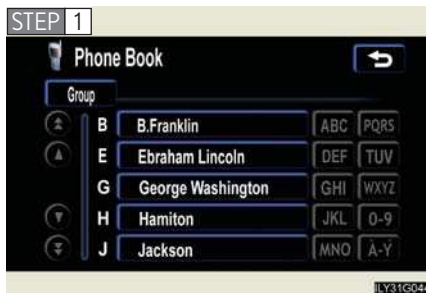 STEP 1
Phone Book
Group
B B.Franklin ABC PQRS
E Ebraham Lincoln DEF TUV
G George Washington GHI WXYZ
H Hamiton JKL 0-9
J Jackson MNO À-Ý
ILY31G044